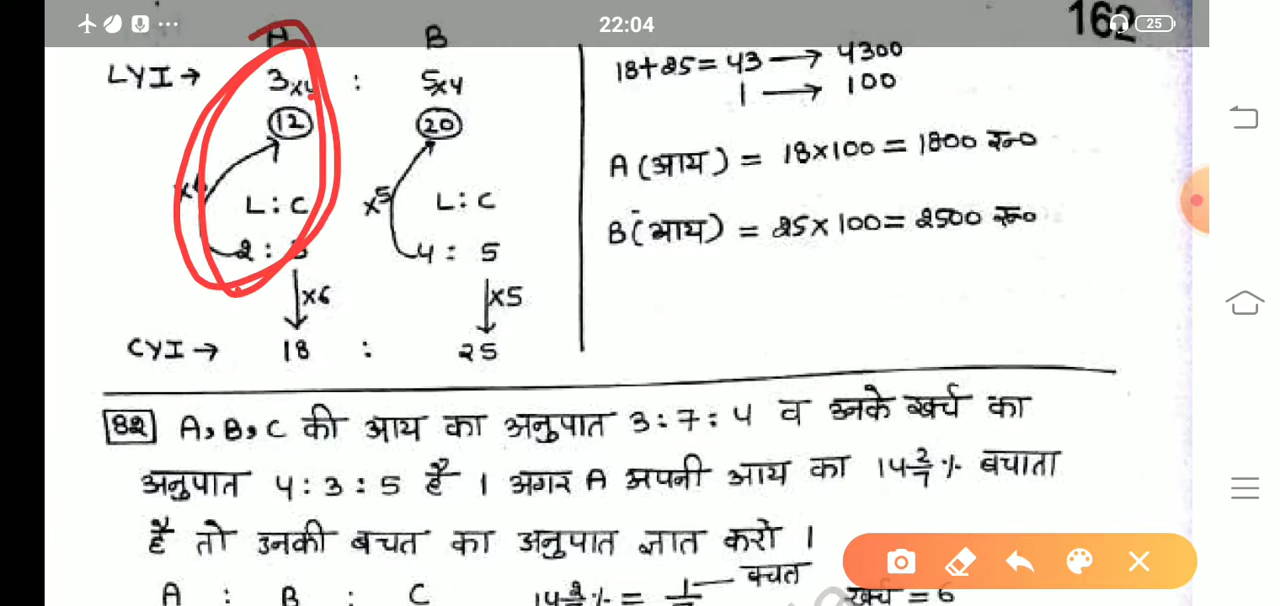 22:04
25
162
A B
LYI → 3×4 : 5×4
12 20
×6 L : C ×5 L : C
2 : 3 4 : 5
×6 ×5
CYI → 18 : 25
18+25 = 43 → 4300
1 → 100
A (आय) = 18×100 = 1800 रू०
B (आय) = 25×100 = 2500 रू०
82 A, B, C की आय का अनुपात 3 : 7 : 4 व उनके खर्च का
अनुपात 4 : 3 : 5 है । अगर A अपनी आय का 14 2/7 % बचाता
है तो उनकी बचत का अनुपात ज्ञात करो ।
A : B : C 14 2/7 % = 1 बचत खर्च = 6